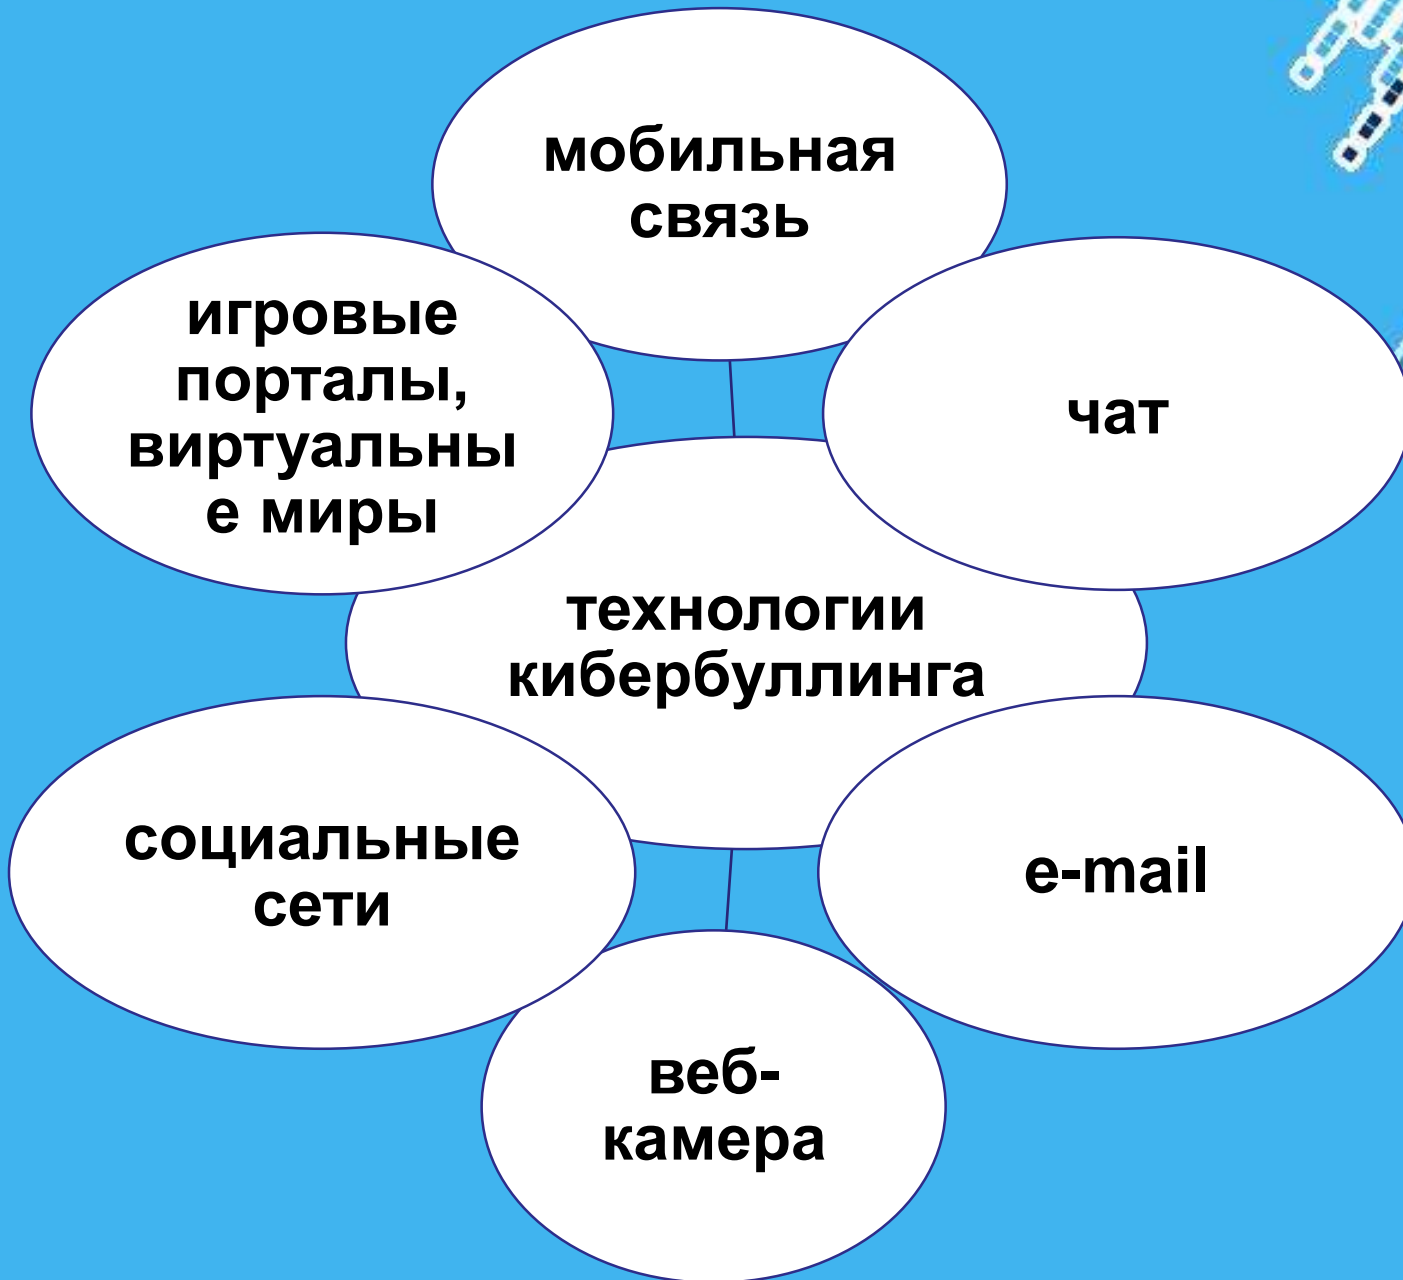 мобильная
связь
игровые
порталы,
виртуальны
е миры
чат
технологии
кибербуллинга
социальные
сети
e-mail
веб-
камера